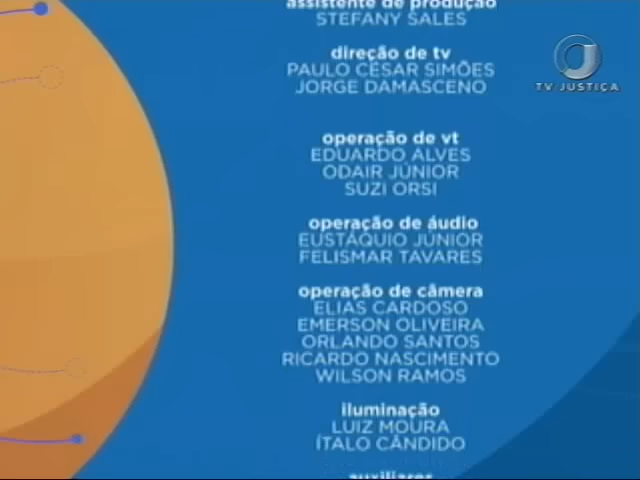 assistente de produção
STEFANY SALES
direção de tv
PAULO CÉSAR SIMÕES
JORGE DAMASCENO
TV JUSTIÇA
operação de vt
EDUARDO ALVES
ODAIR JÚNIOR
SUZI ORSI
operação de áudio
EUSTÁQUIO JÚNIOR
FELISMAR TAVARES
operação de câmera
ELIAS CARDOSO
EMERSON OLIVEIRA
ORLANDO SANTOS
RICARDO NASCIMENTO
WILSON RAMOS
iluminação
LUIZ MOURA
ÍTALO CÂNDIDO
auxiliares